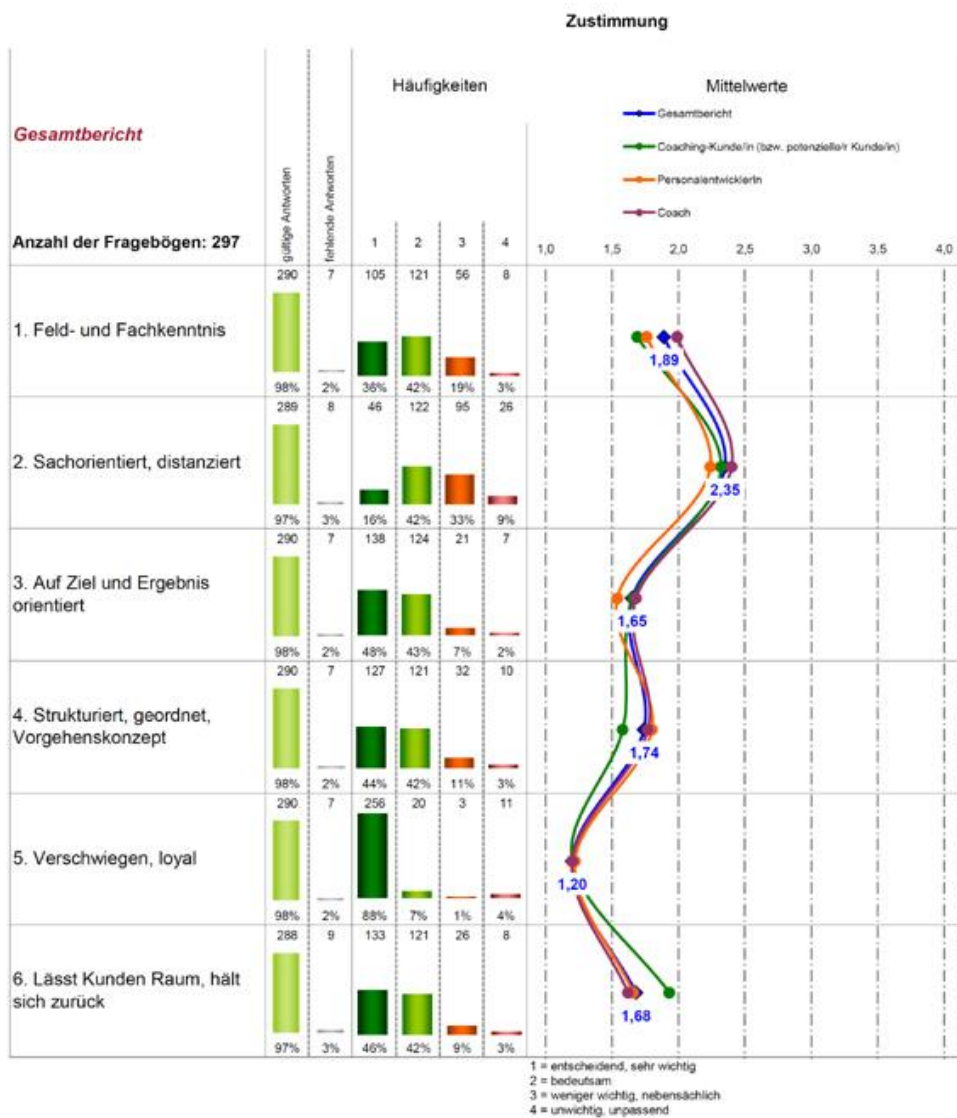 Zustimmung
Häufigkeiten
Mittelwerte
Gesamtbericht
Gesamtbericht
Coaching-Kunde/in (bzw. potenzielle/r Kunde/in)
PersonalentwicklerIn
Coach
gültige Antworten
fehlende Antworten
Anzahl der Fragebögen: 297
1 2 3 4 1,0 1,5 2,0 2,5 3,0 3,5 4,0
290 7 105 121 56 8
1. Feld- und Fachkenntnis
1,89
98% 2% 36% 42% 19% 3%
289 8 46 122 95 26
2. Sachorientiert, distanziert
2,35
97% 3% 16% 42% 33% 9%
290 7 138 124 21 7
3. Auf Ziel und Ergebnis
orientiert
1,65
98% 2% 48% 43% 7% 2%
290 7 127 121 32 10
4. Strukturiert, geordnet,
Vorgehenskonzept
1,74
98% 2% 44% 42% 11% 3%
290 7 256 20 3 11
5. Verschwiegen, loyal
1,20
98% 2% 88% 7% 1% 4%
288 9 133 121 26 8
6. Lässt Kunden Raum, hält
sich zurück
1,68
97% 3% 46% 42% 9% 3%
1 = entscheidend, sehr wichtig
2 = bedeutsam
3 = weniger wichtig, nebensächlich
4 = unwichtig, unpassend